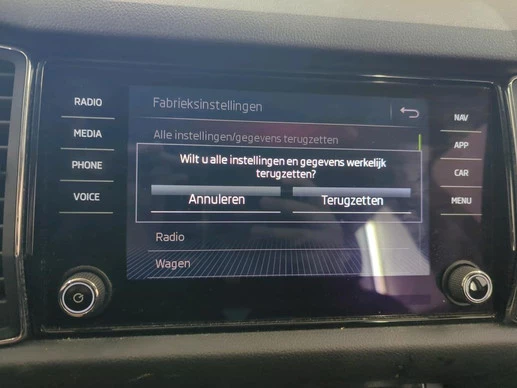 RADIO
MEDIA
PHONE
VOICE
Fabrieksinstellingen
Alle instellingen/gegevens terugzetten
Wilt u alle instellingen en gegevens werkelijk
terugzetten?
Annuleren
Terugzetten
Radio
Wagen
NAV
APP
CAR
MENU